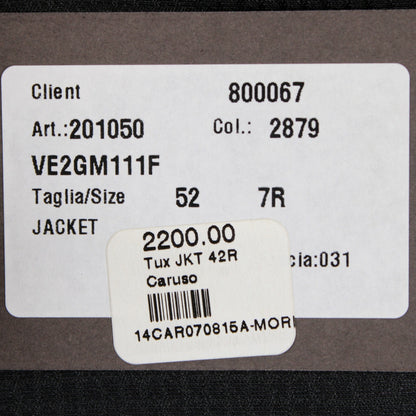 Client 800067
Art.:201050 Col.: 2879
VE2GM111F
Taglia/Size 52 7R
JACKET
cia:031
2200.00
Tux JKT 42R
Caruso
14CAR070815A-MORI